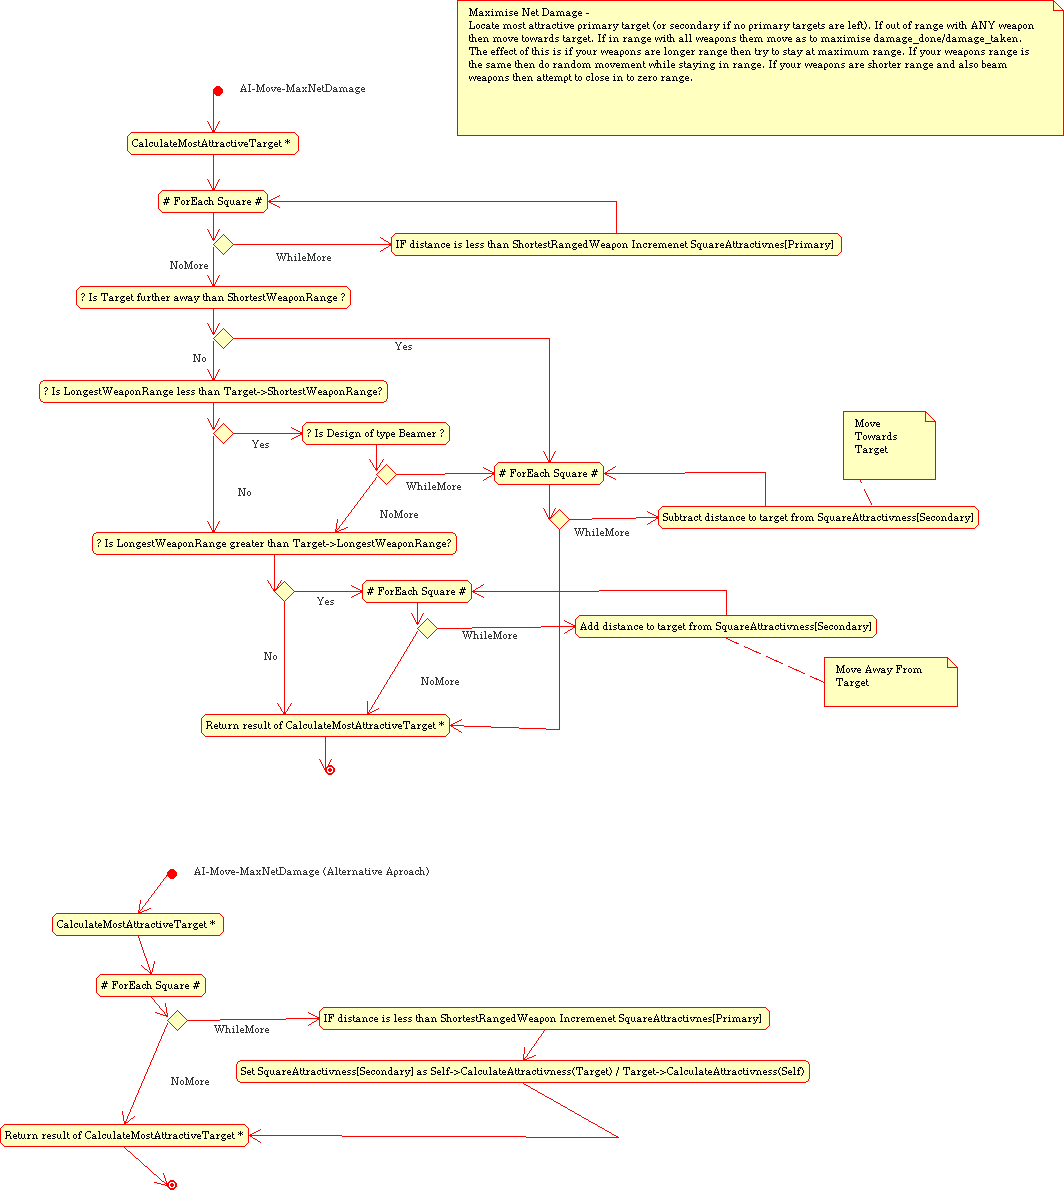 Maximise Net Damage -
Locate most attractive primary target (or secondary if no primary targets are left). If out of range with ANY weapon
then move towards target. If in range with all weapons them move as to maximise damage_done/damage_taken.
The effect of this is if your weapons are longer range then try to stay at maximum range. If your weapons range is
the same then do random movement while staying in range. If your weapons are shorter range and also beam
weapons then attempt to close in to zero range.
AI-Move-MaxNetDamage
CalculateMostAttractiveTarget *
# ForEach Square #
IF distance is less than ShortestRangedWeapon Incremenet SquareAttractivnes[Primary]
WhileMore
NoMore
? Is Target further away than ShortestWeaponRange ?
Yes
No
? Is LongestWeaponRange less than Target->ShortestWeaponRange?
Move
Towards
Target
? Is Design of type Beamer ?
Yes
# ForEach Square #
WhileMore
No
NoMore
Subtract distance to target from SquareAttractivness[Secondary]
WhileMore
? Is LongestWeaponRange greater than Target->LongestWeaponRange?
# ForEach Square #
Yes
Add distance to target from SquareAttractivness[Secondary]
WhileMore
No
Move Away From
Target
NoMore
Return result of CalculateMostAttractiveTarget *
AI-Move-MaxNetDamage (Alternative Aproach)
CalculateMostAttractiveTarget *
# ForEach Square #
IF distance is less than ShortestRangedWeapon Incremenet SquareAttractivnes[Primary]
WhileMore
Set SquareAttractivness[Secondary] as Self->CalculateAttractivness(Target) / Target->CalculateAttractivness(Self)
NoMore
Return result of CalculateMostAttractiveTarget *